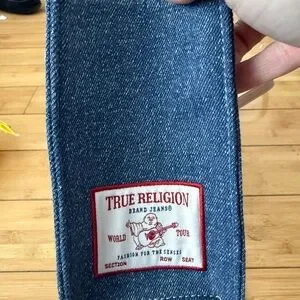 TRUE RELIGION
BRAND JEANS®
WORLD TOUR
FASHION FOR THE SENSES
SECTION ROW SEAT